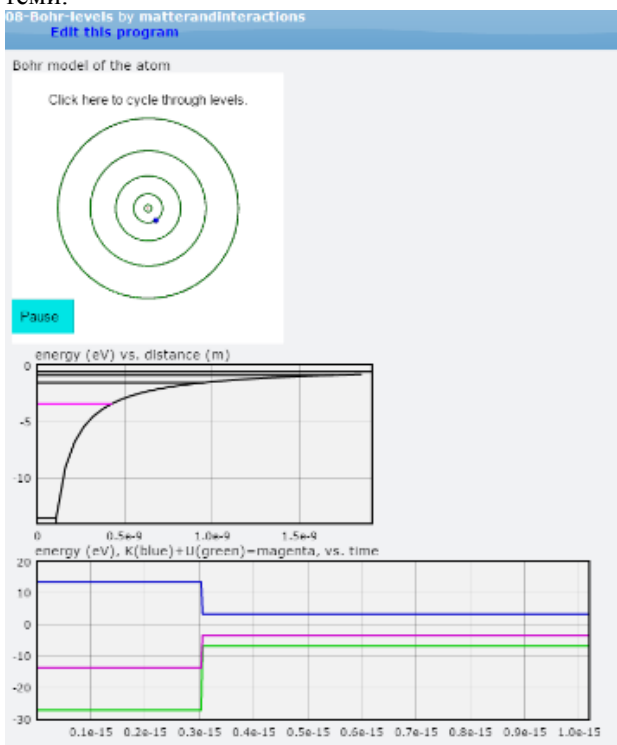 теми.
08-Bohr-levels by matterandinteractions
Edit this program
Bohr model of the atom
Click here to cycle through levels.
Pause
energy (eV) vs. distance (m)
0
-5
-10
0 0.5e-9 1.0e-9 1.5e-9
energy (eV), K(blue)+U(green)=magenta, vs. time
20
10
0
-10
-20
-30
0.1e-15 0.2e-15 0.3e-15 0.4e-15 0.5e-15 0.6e-15 0.7e-15 0.8e-15 0.9e-15 1.0e-15